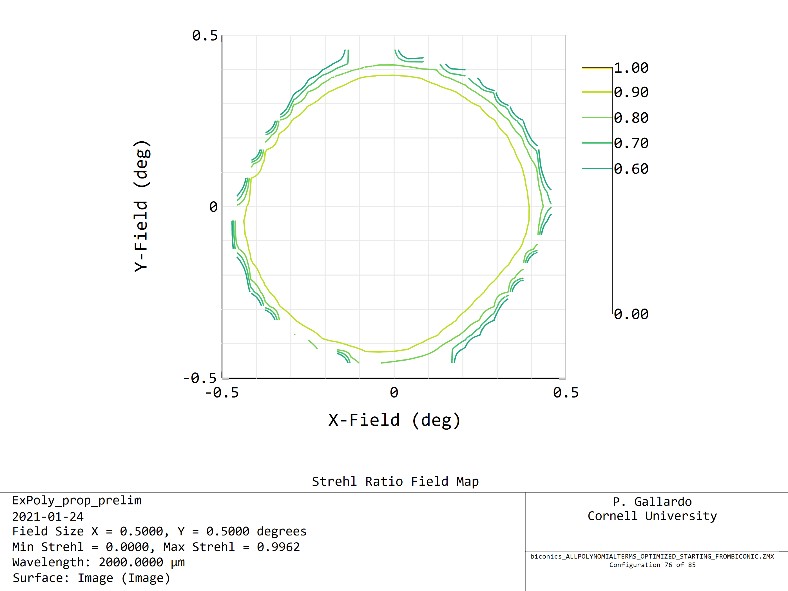 0.5
0
-0.5
Y-Field (deg)
-0.5 0 0.5
X-Field (deg)
1.00
0.90
0.80
0.70
0.60
0.00
Strehl Ratio Field Map
ExPoly_prop_prelim
2021-01-24
Field Size X = 0.5000, Y = 0.5000 degrees
Min Strehl = 0.0000, Max Strehl = 0.9962
Wavelength: 2000.0000 μm
Surface: Image (Image)
P. Gallardo
Cornell University
biconics_ALLPOLYNOMIALTERMS_OPTIMIZED_STARTING_FROMBICONIC.ZMX
Configuration 76 of 85